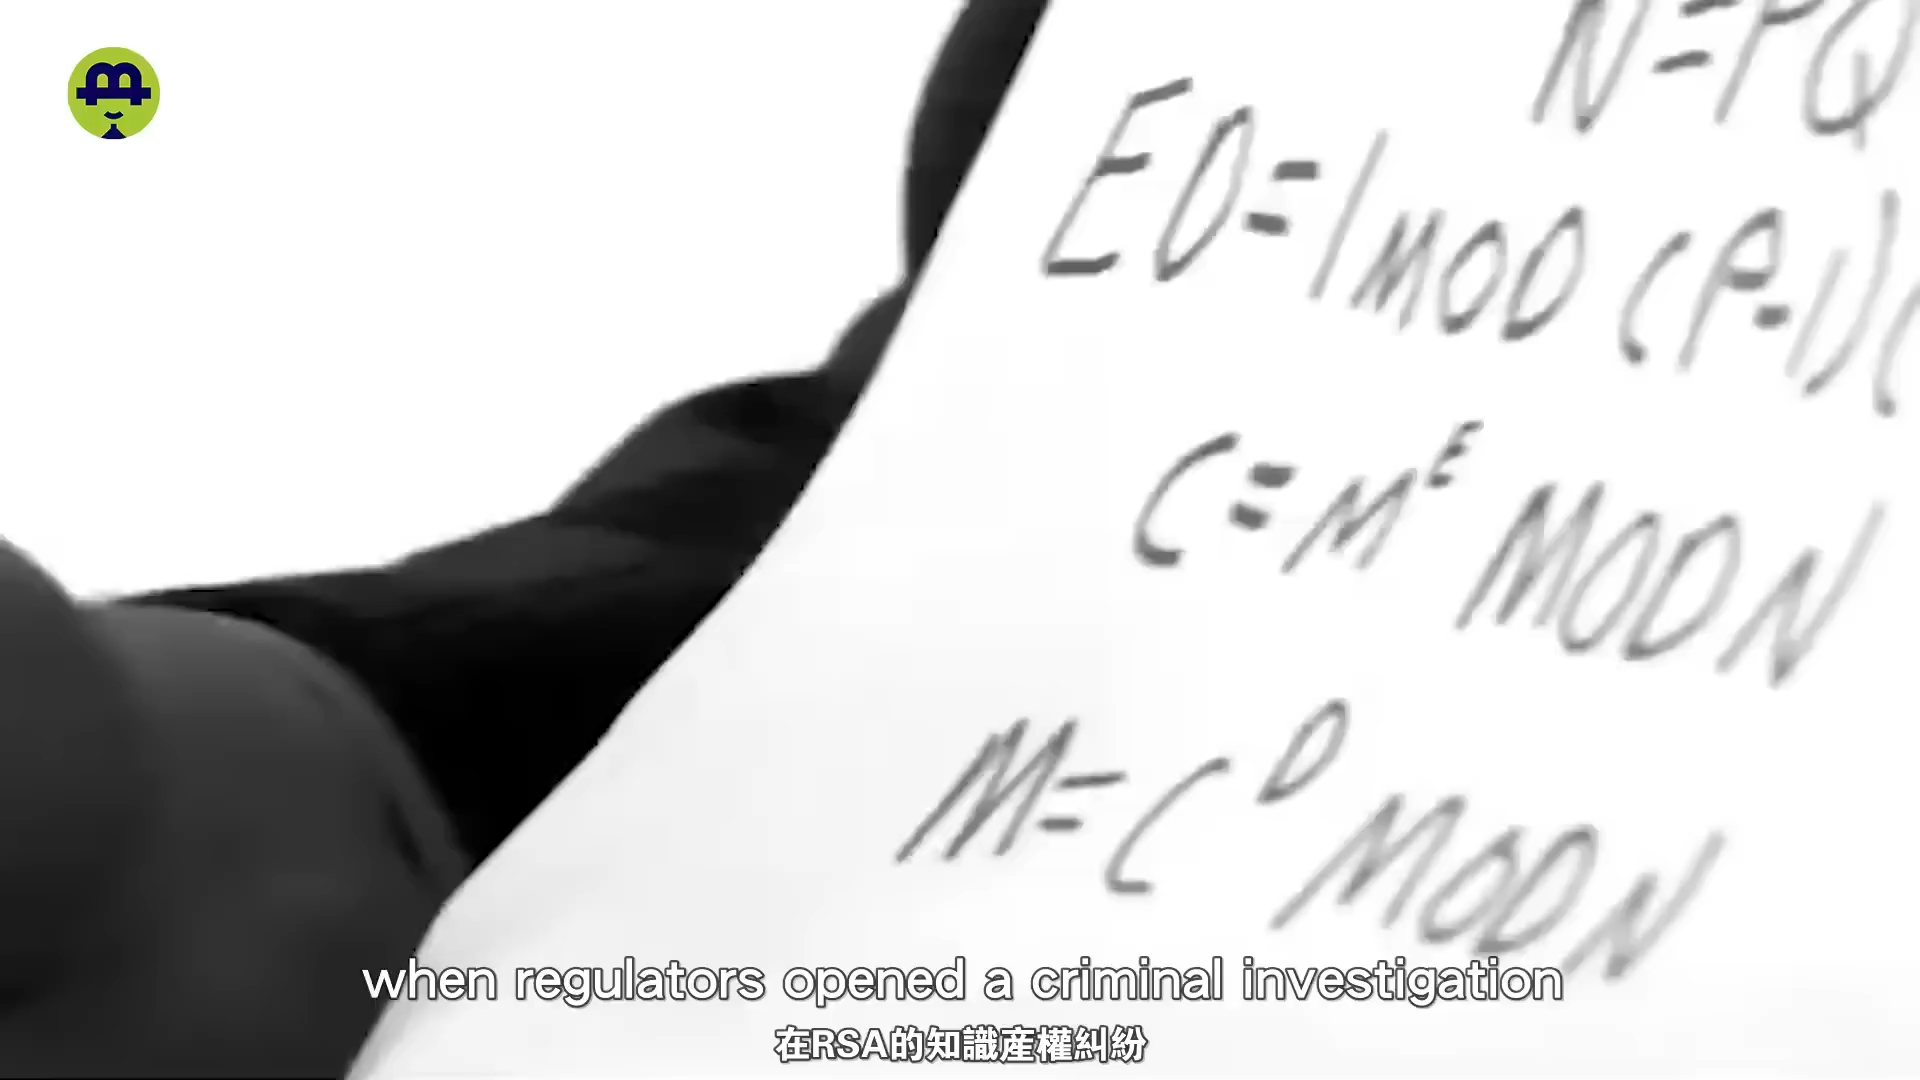 N=PQ
ED=1MOD(P-1)(
C=M^E MODN
M=C^D MODN
when regulators opened a criminal investigation
在RSA的知識産權糾紛